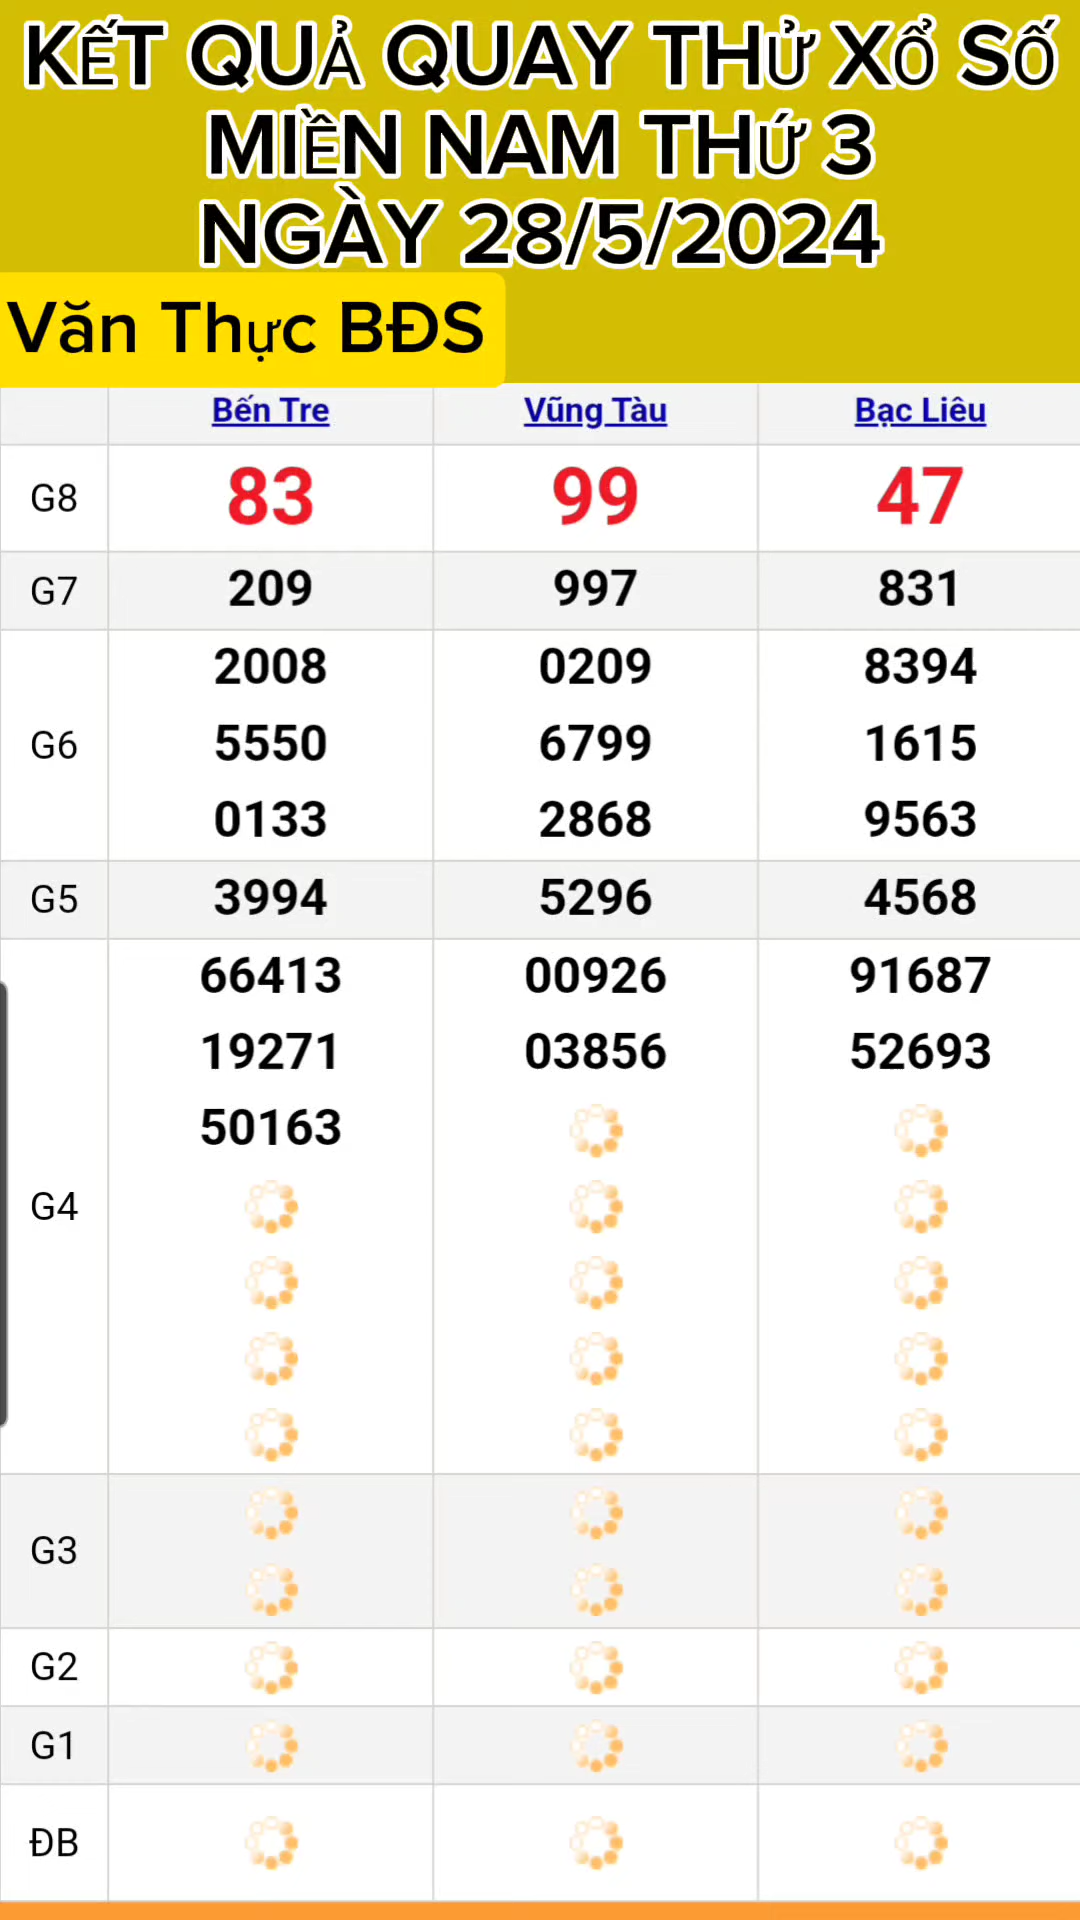 KẾT QUẢ QUAY THỬ XỔ SỐ
MIỀN NAM THỨ 3
NGÀY 28/5/2024
Văn Thực BĐS
Bến Tre Vũng Tàu Bạc Liêu
G8 83 99 47
G7 209 997 831
2008 0209 8394
G6 5550 6799 1615
0133 2868 9563
G5 3994 5296 4568
66413 00926 91687
19271 03856 52693
50163
G4
G3
G2
G1
ĐB